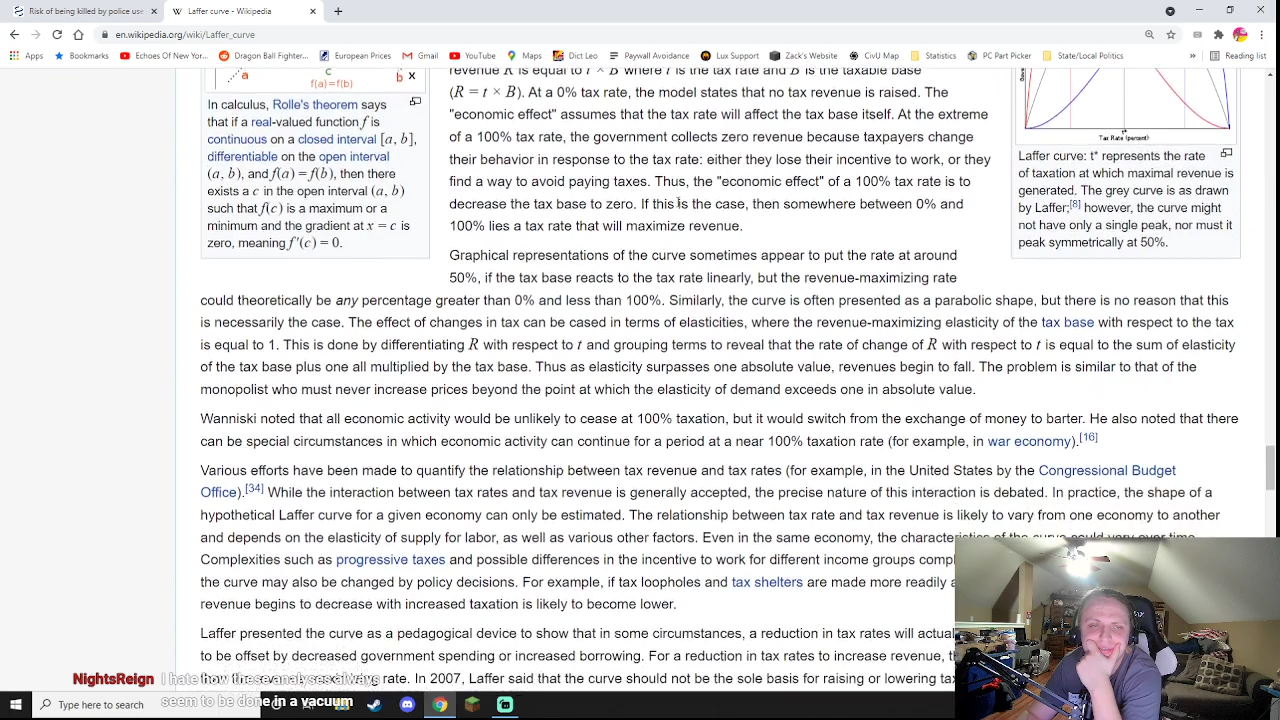 Risk of being killed by police use
Laffer curve - Wikipedia
en.wikipedia.org/wiki/Laffer_curve
Apps
Bookmarks
Echoes Of New York...
Dragon Ball Fighter...
European Prices
Gmail
YouTube
Maps
Dict Leo
Paywall Avoidance
Lux Support
Zack's Website
CivU Map
Statistics
PC Part Picker
State/Local Politics
»
Reading list
a
c
b
x
f(a)=f(b)
In calculus, Rolle's theorem says
that if a real-valued function f is
continuous on a closed interval [a, b],
differentiable on the open interval
(a, b), and f(a) = f(b), then there
exists a c in the open interval (a, b)
such that f(c) is a maximum or a
minimum and the gradient at x = c is
zero, meaning f ′(c) = 0.
revenue R is equal to t × B where t is the tax rate and B is the taxable base
(R = t × B). At a 0% tax rate, the model states that no tax revenue is raised. The
"economic effect" assumes that the tax rate will affect the tax base itself. At the extreme
of a 100% tax rate, the government collects zero revenue because taxpayers change
their behavior in response to the tax rate: either they lose their incentive to work, or they
find a way to avoid paying taxes. Thus, the "economic effect" of a 100% tax rate is to
decrease the tax base to zero. If this is the case, then somewhere between 0% and
100% lies a tax rate that will maximize revenue.
Tax Rate (percent)
t*
Laffer curve: t* represents the rate
of taxation at which maximal revenue is
generated. The grey curve is as drawn
by Laffer;[8] however, the curve might
not have only a single peak, nor must it
peak symmetrically at 50%.
Graphical representations of the curve sometimes appear to put the rate at around
50%, if the tax base reacts to the tax rate linearly, but the revenue-maximizing rate
could theoretically be any percentage greater than 0% and less than 100%. Similarly, the curve is often presented as a parabolic shape, but there is no reason that this
is necessarily the case. The effect of changes in tax can be cased in terms of elasticities, where the revenue-maximizing elasticity of the tax base with respect to the tax
is equal to 1. This is done by differentiating R with respect to t and grouping terms to reveal that the rate of change of R with respect to t is equal to the sum of elasticity
of the tax base plus one all multiplied by the tax base. Thus as elasticity surpasses one absolute value, revenues begin to fall. The problem is similar to that of the
monopolist who must never increase prices beyond the point at which the elasticity of demand exceeds one in absolute value.
Wanniski noted that all economic activity would be unlikely to cease at 100% taxation, but it would switch from the exchange of money to barter. He also noted that there
can be special circumstances in which economic activity can continue for a period at a near 100% taxation rate (for example, in war economy).[16]
Various efforts have been made to quantify the relationship between tax revenue and tax rates (for example, in the United States by the Congressional Budget
Office).[34] While the interaction between tax rates and tax revenue is generally accepted, the precise nature of this interaction is debated. In practice, the shape of a
hypothetical Laffer curve for a given economy can only be estimated. The relationship between tax rate and tax revenue is likely to vary from one economy to another
and depends on the elasticity of supply for labor, as well as various other factors. Even in the same economy, the characteristics of the curve could vary over time.
Complexities such as progressive taxes and possible differences in the incentive to work for different income groups
the curve may also be changed by policy decisions. For example, if tax loopholes and tax shelters are made more readily
revenue begins to decrease with increased taxation is likely to become lower.
Laffer presented the curve as a pedagogical device to show that in some circumstances, a reduction in tax rates will
to be offset by decreased government spending or increased borrowing. For a reduction in tax rates to increase revenue,
rate. In 2007, Laffer said that the curve should not be the sole basis for raising or lowering
NightsReign I hate how these analyses always
seem to be done in a vacuum
Type here to search